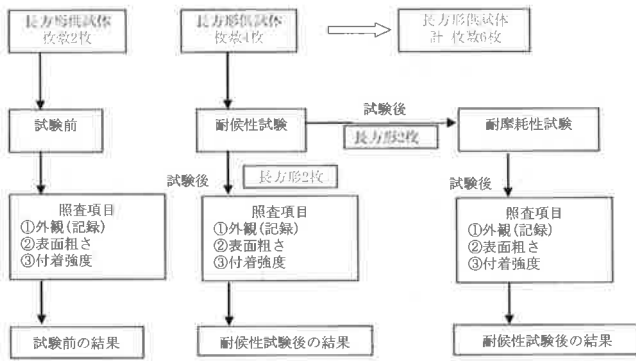 長方形供試体
枚数2枚
長方形供試体
枚数4枚
長方形供試体
計 枚数6枚
試験前
耐候性試験
試験後
長方形2枚
耐摩耗性試験
試験後
長方形2枚
試験後
照査項目
①外観(記録)
②表面粗さ
③付着強度
照査項目
①外観(記録)
②表面粗さ
③付着強度
照査項目
①外観(記録)
②表面粗さ
③付着強度
試験前の結果
耐候性試験後の結果
耐候性試験後の結果